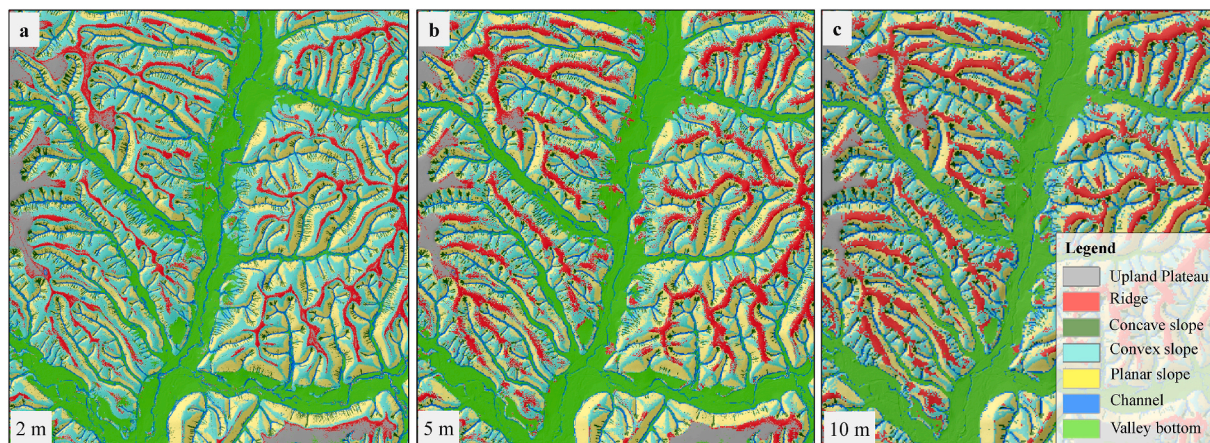 a
b
c
Legend
Upland Plateau
Ridge
Concave slope
Convex slope
Planar slope
Channel
Valley bottom
2 m
5 m
10 m